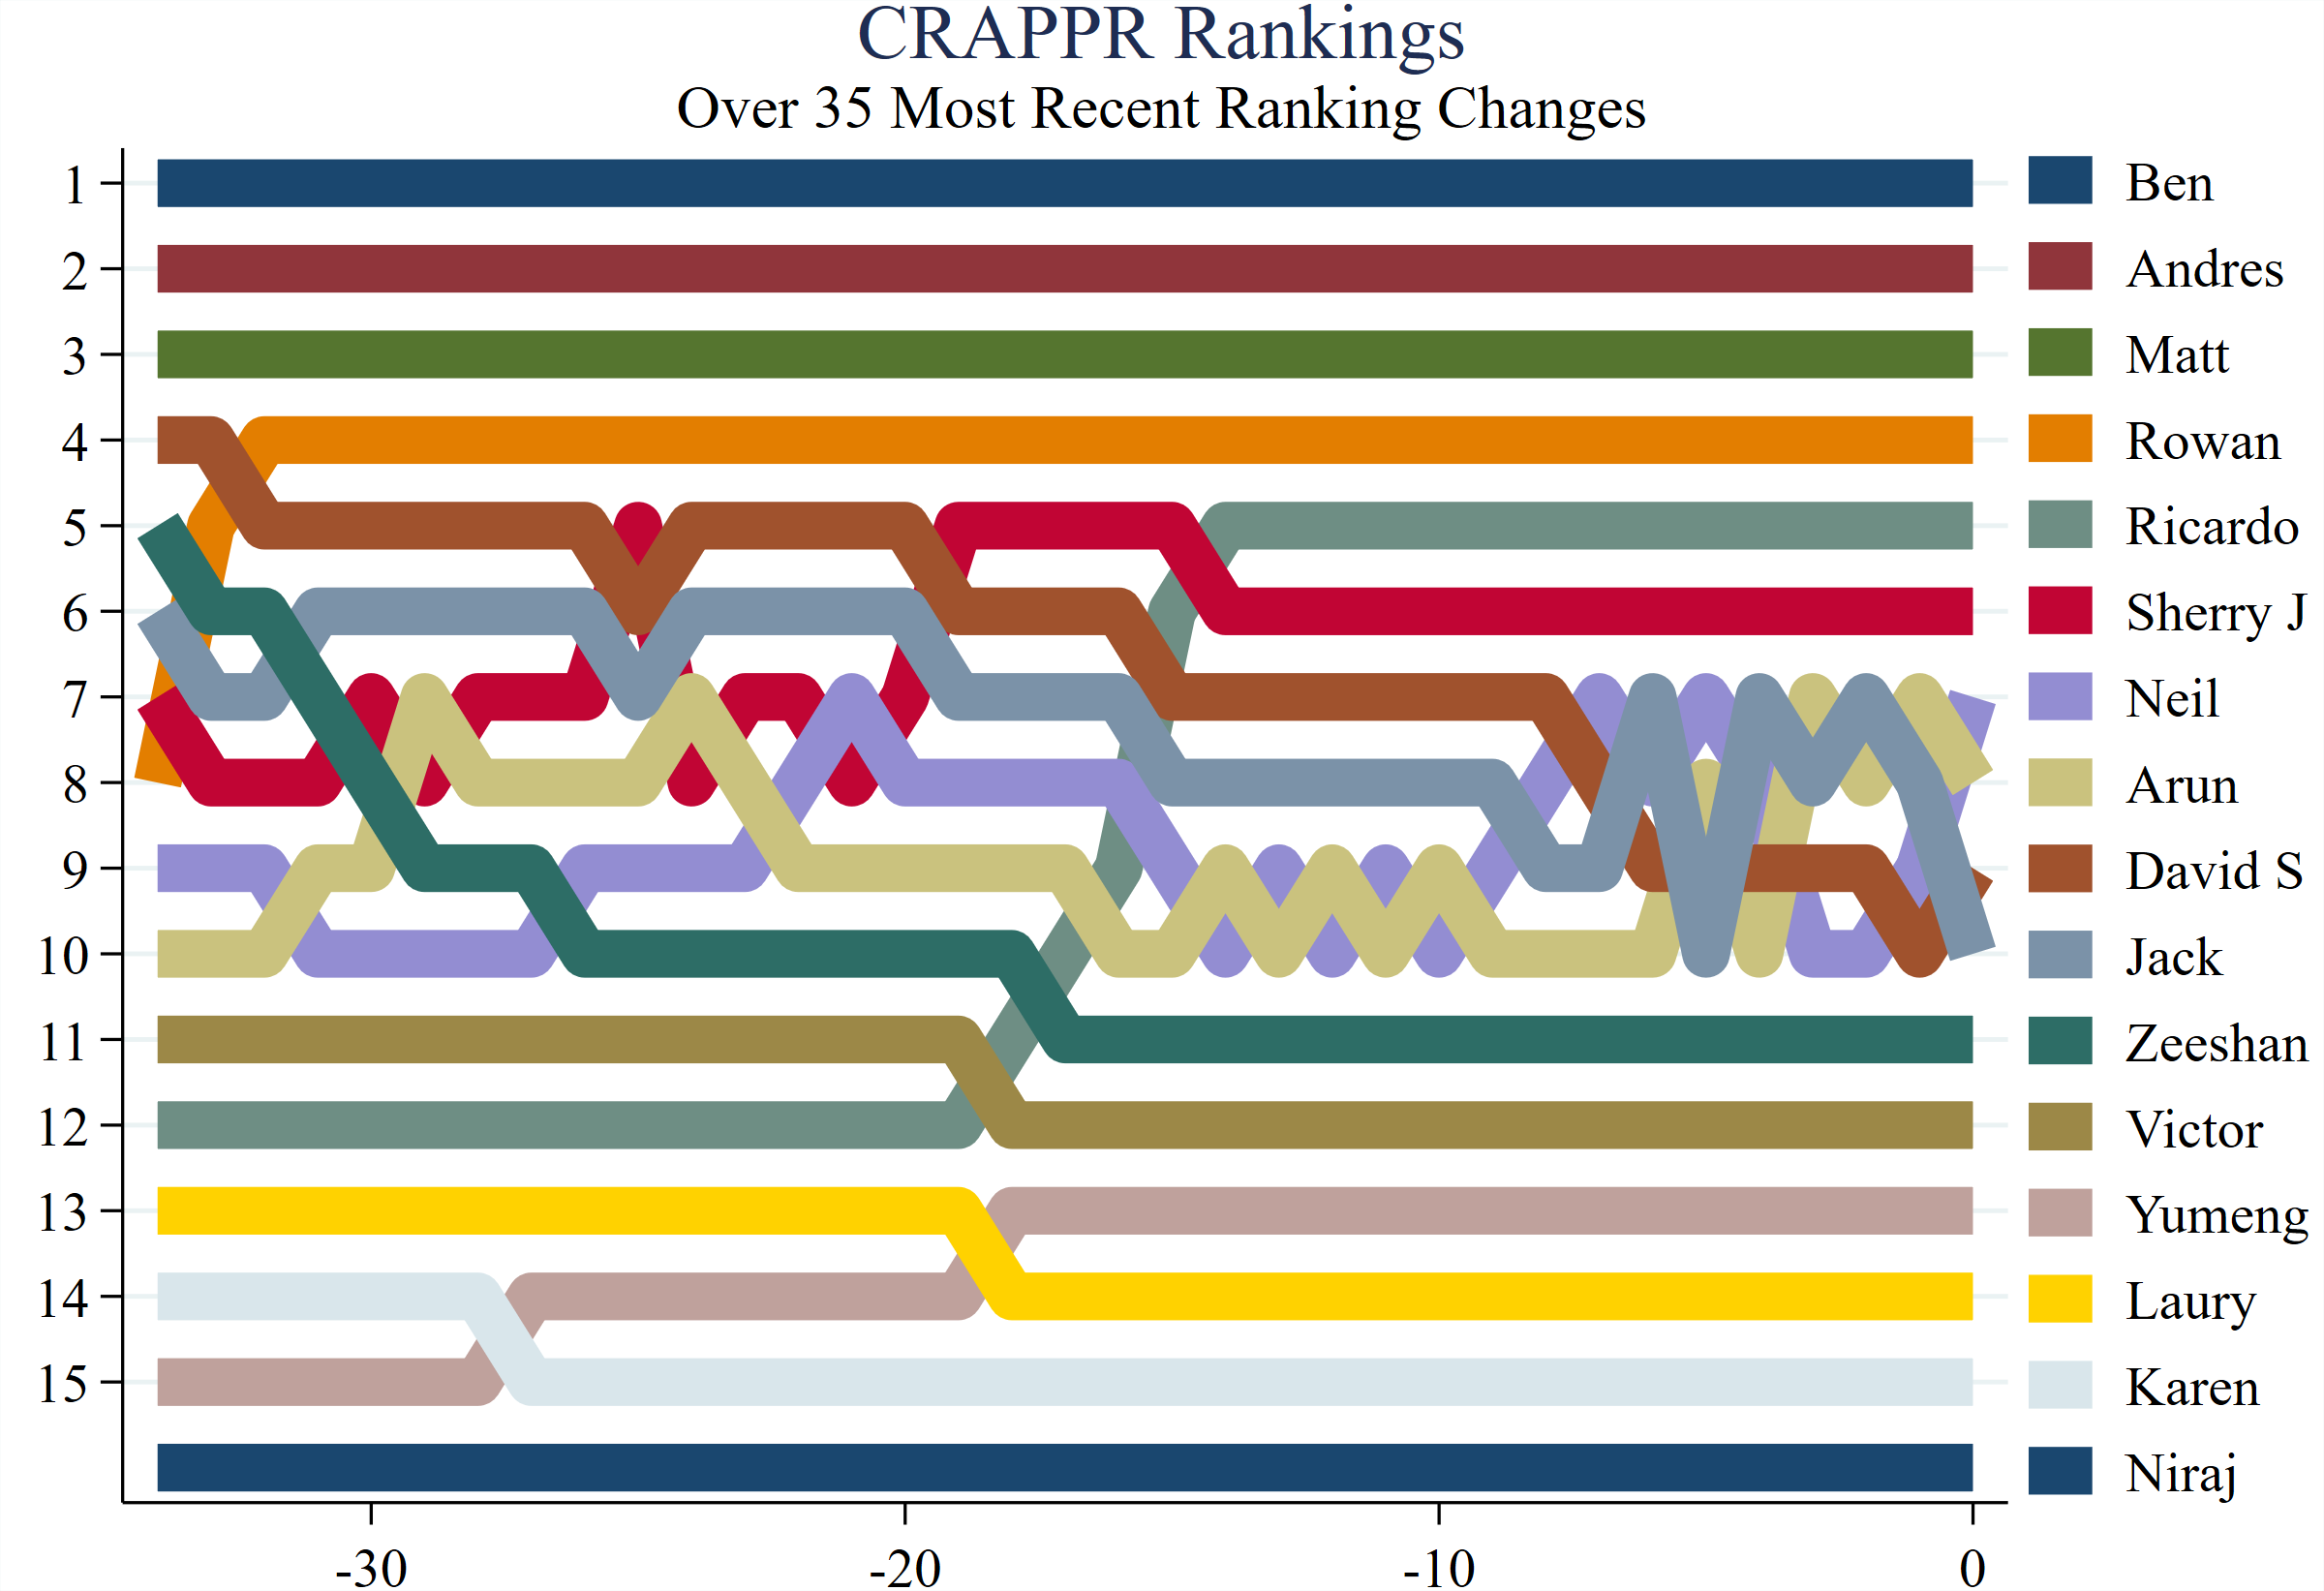 CRAPPR Rankings
Over 35 Most Recent Ranking Changes
1
2
3
4
5
6
7
8
9
10
11
12
13
14
15
-30
-20
-10
0
Ben
Andres
Matt
Rowan
Ricardo
Sherry J
Neil
Arun
David S
Jack
Zeeshan
Victor
Yumeng
Laury
Karen
Niraj